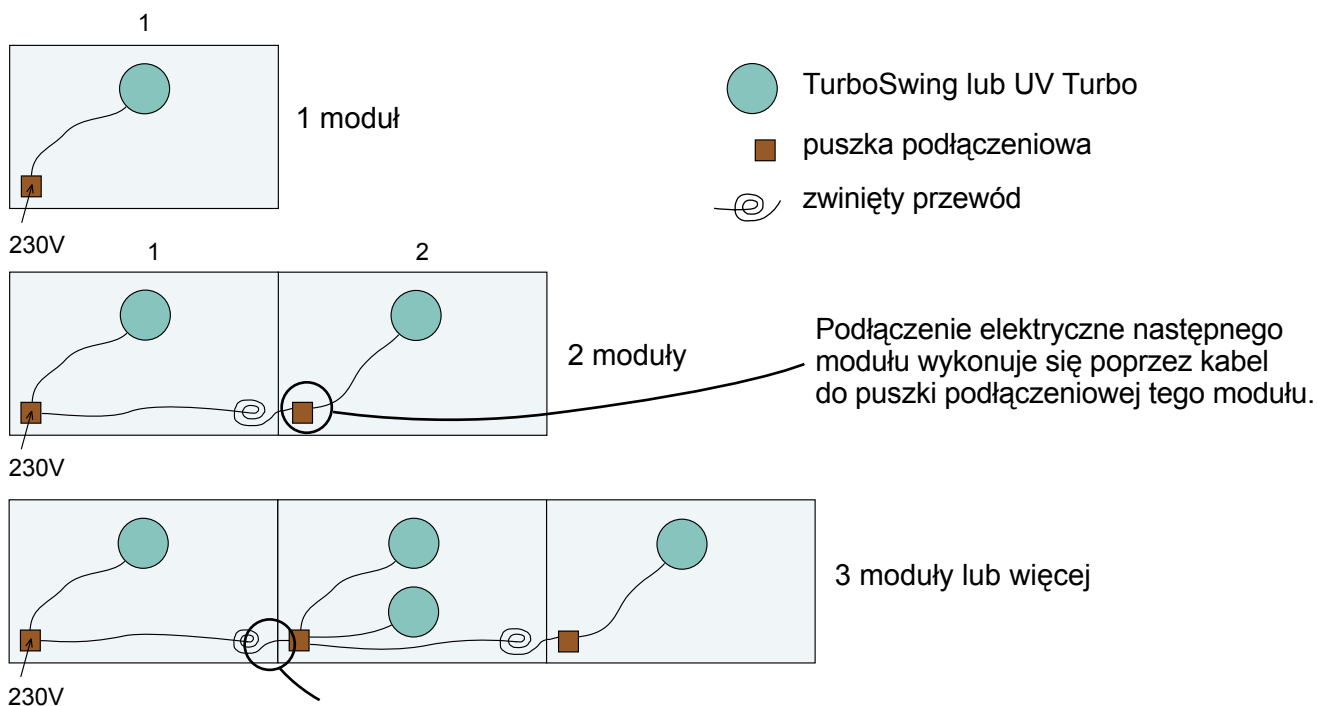 1
1 moduł
TurboSwing lub UV Turbo
puszka podłączeniowa
zwinięty przewód
230V
1
2
2 moduły
Podłączenie elektryczne następnego
modułu wykonuje się poprzez kabel
do puszki podłączeniowej tego modułu.
230V
3 moduły lub więcej
230V